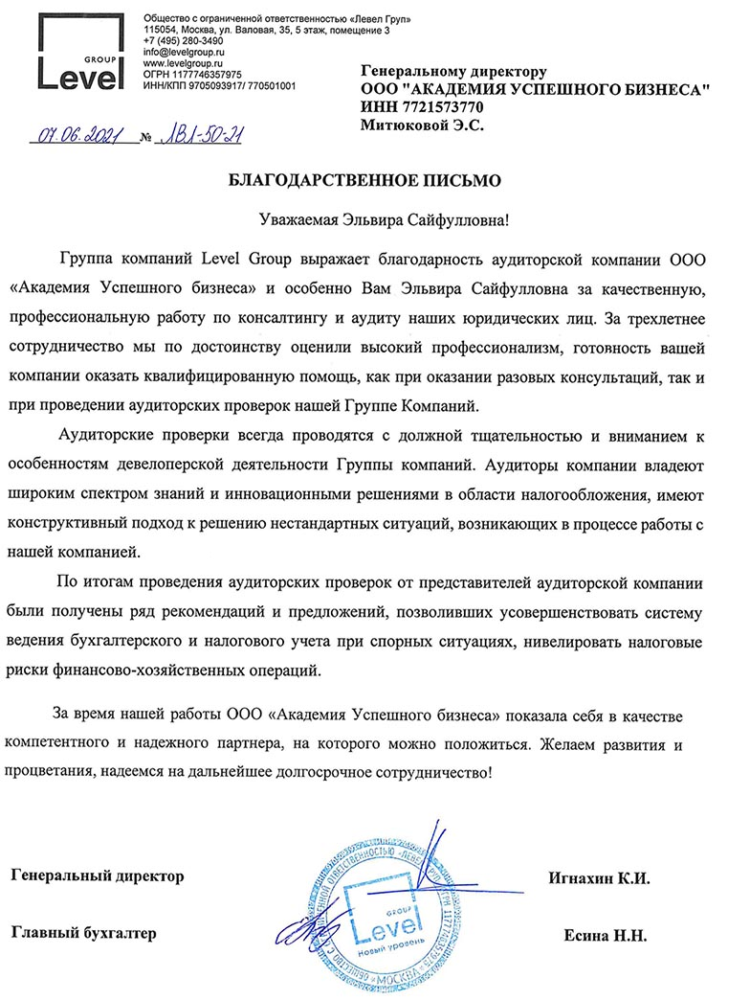 GROUP
Level
Общество с ограниченной ответственностью «Левел Груп»
115054, Москва, ул. Валовая, 35, 5 этаж, помещение 3
+7 (495) 280-3490
info@levelgroup.ru
www.levelgroup.ru
ОГРН 1177746357975
ИНН/КПП 9705093917/ 770501001
Генеральному директору
ООО "АКАДЕМИЯ УСПЕШНОГО БИЗНЕСА"
ИНН 7721573770
Митюковой Э.С.
07.06.2021 № ЛВЛ-50-21
БЛАГОДАРСТВЕННОЕ ПИСЬМО
Уважаемая Эльвира Сайфулловна!
Группа компаний Level Group выражает благодарность аудиторской компании ООО
«Академия Успешного бизнеса» и особенно Вам Эльвира Сайфулловна за качественную,
профессиональную работу по консалтингу и аудиту наших юридических лиц. За трехлетнее
сотрудничество мы по достоинству оценили высокий профессионализм, готовность вашей
компании оказать квалифицированную помощь, как при оказании разовых консультаций, так и
при проведении аудиторских проверок нашей Группе Компаний.
Аудиторские проверки всегда проводятся с должной тщательностью и вниманием к
особенностям девелоперской деятельности Группы компаний. Аудиторы компании владеют
широким спектром знаний и инновационными решениями в области налогообложения, имеют
конструктивный подход к решению нестандартных ситуаций, возникающих в процессе работы с
нашей компанией.
По итогам проведения аудиторских проверок от представителей аудиторской компании
были получены ряд рекомендаций и предложений, позволивших усовершенствовать систему
ведения бухгалтерского и налогового учета при спорных ситуациях, нивелировать налоговые
риски финансово-хозяйственных операций.
За время нашей работы ООО «Академия Успешного бизнеса» показала себя в качестве
компетентного и надежного партнера, на которого можно положиться. Желаем развития и
процветания, надеемся на дальнейшее долгосрочное сотрудничество!
Генеральный директор
Игнахин К.И.
Главный бухгалтер
Есина Н.Н.
ОБЩЕСТВО С ОГРАНИЧЕННОЙ ОТВЕТСТВЕННОСТЬЮ «ЛЕВЕЛ ГРУП» ОГРН 1177746357975
«МОСКВА»
GROUP
Level
Новый уровень